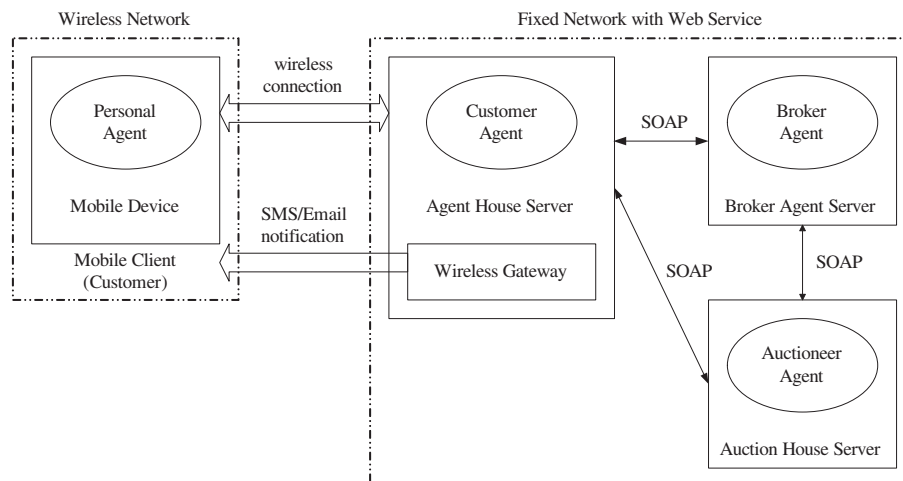 Wireless Network
Fixed Network with Web Service
wireless
connection
Personal
Agent
Mobile Device
Customer
Agent
Agent House Server
SOAP
Broker
Agent
Broker Agent Server
SMS/Email
notification
Mobile Client
(Customer)
Wireless Gateway
SOAP
SOAP
Auctioneer
Agent
Auction House Server